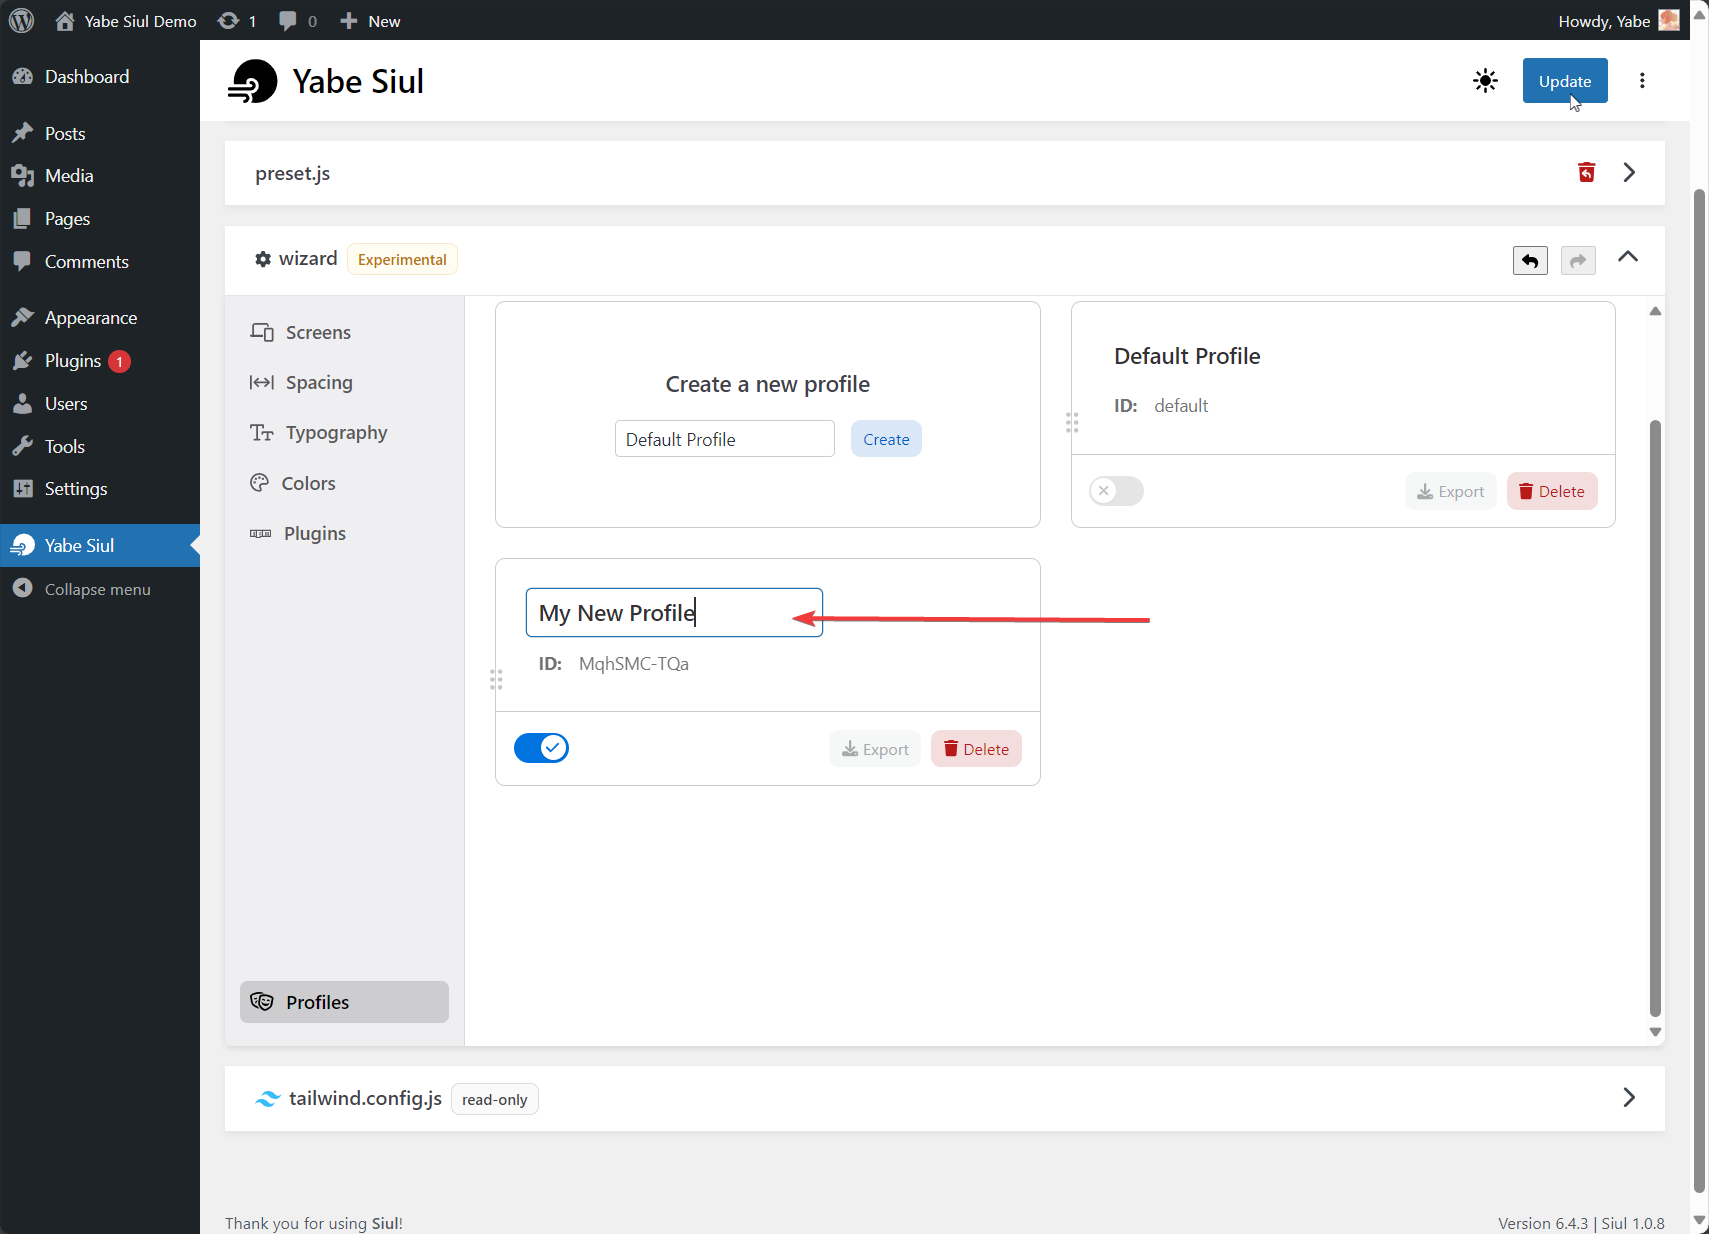 Yabe Siul Demo 1 0 New Howdy, Yabe
Dashboard
Posts
Media
Pages
Comments
Appearance
Plugins 1
Users
Tools
Settings
Yabe Siul
Collapse menu
Yabe Siul
Update
preset.js
wizard Experimental
Screens
Spacing
Typography
Colors
Plugins
Profiles
Create a new profile
Default Profile Create
Default Profile
ID: default
Export Delete
My New Profile
ID: MqhSMC-TQa
Export Delete
tailwind.config.js read-only
Thank you for using Siul!
Version 6.4.3 | Siul 1.0.8